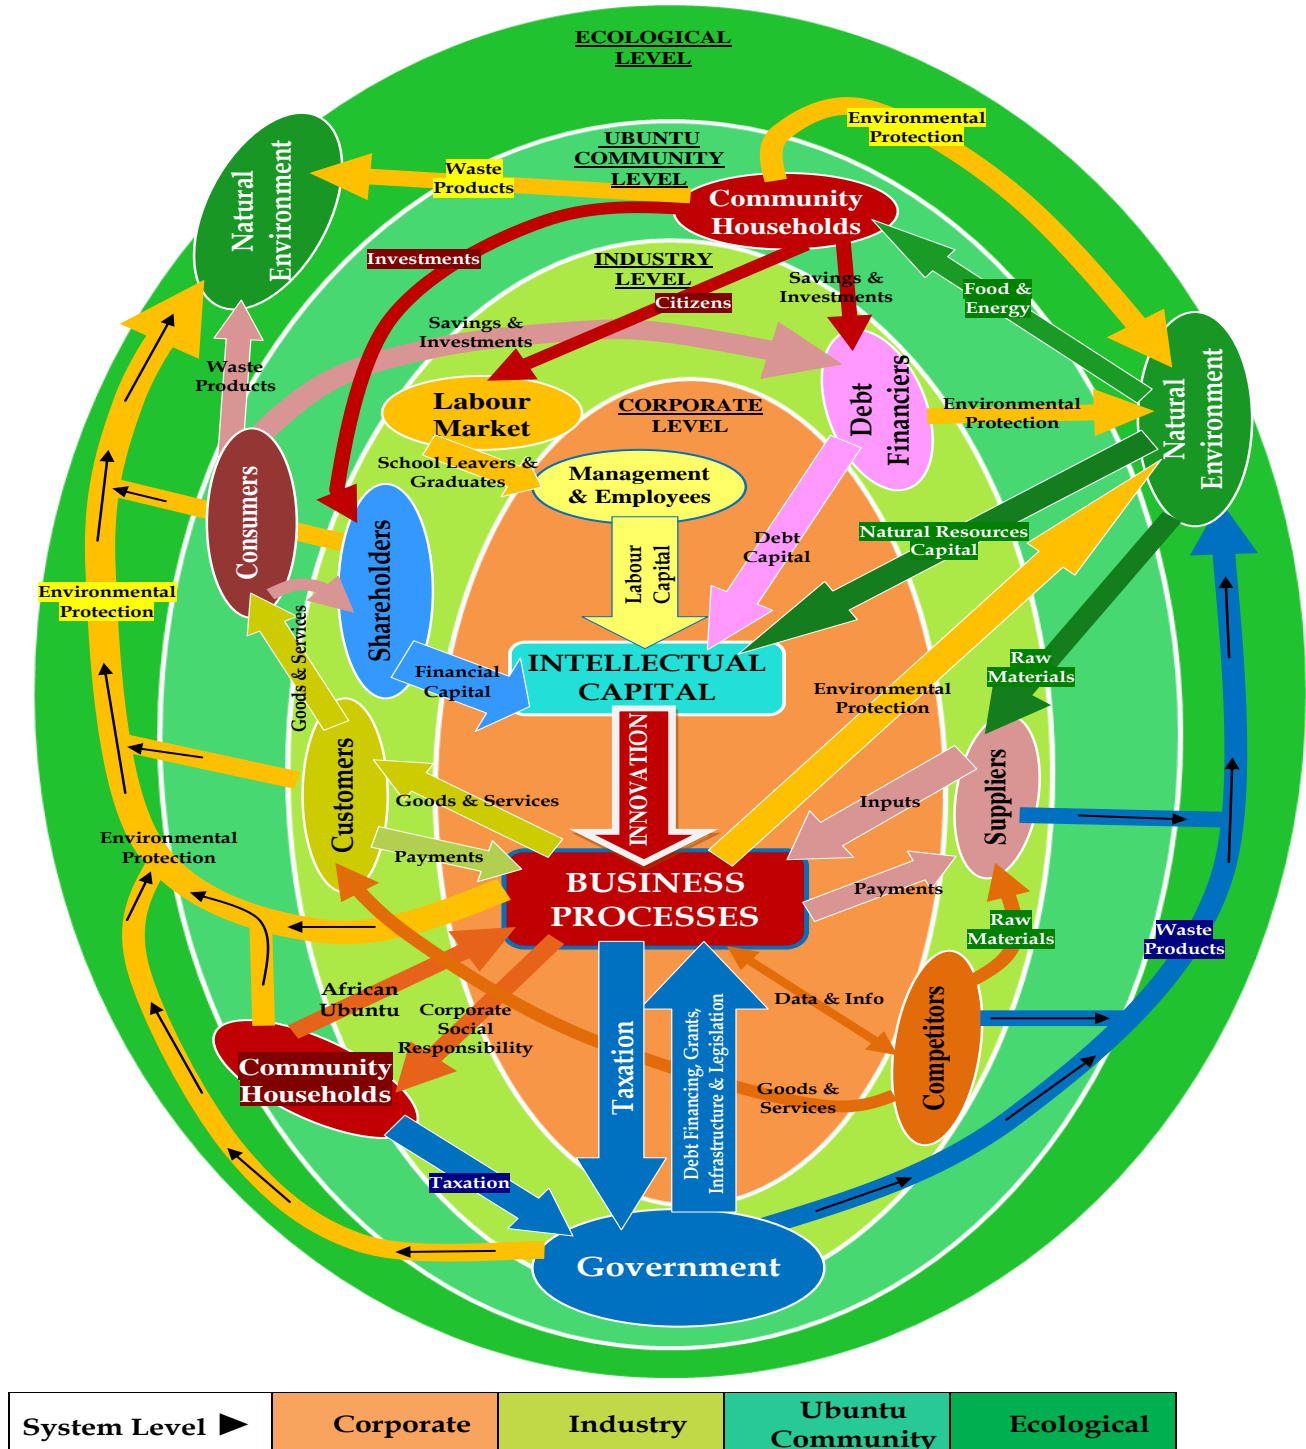 ECOLOGICAL
LEVEL
Environmental
Protection
UBUNTU
COMMUNITY
LEVEL
Natural
Environment
Waste
Products
Community
Households
Investments
INDUSTRY
LEVEL
Savings &
Investments
Food &
Energy
Citizens
Savings &
Investments
Waste
Products
Labour
Market
CORPORATE
LEVEL
Debt
Financiers
Environmental
Protection
Natural
Environment
School Leavers &
Graduates
Management
& Employees
Consumers
Shareholders
Labour
Capital
Debt
Capital
Natural Resources
Capital
Environmental
Protection
Goods & Services
Financial
Capital
INTELLECTUAL
CAPITAL
Raw
Materials
Environmental
Protection
INNOVATION
Customers
Goods & Services
Inputs
Suppliers
Environmental
Protection
Payments
BUSINESS
PROCESSES
Payments
Raw
Materials
Waste
Products
African
Ubuntu
Corporate
Social
Responsibility
Data & Info
Competitors
Taxation
Debt Financing, Grants,
Infrastructure & Legislation
Community
Households
Goods &
Services
Taxation
Government
System Level
Corporate
Industry
Ubuntu
Community
Ecological